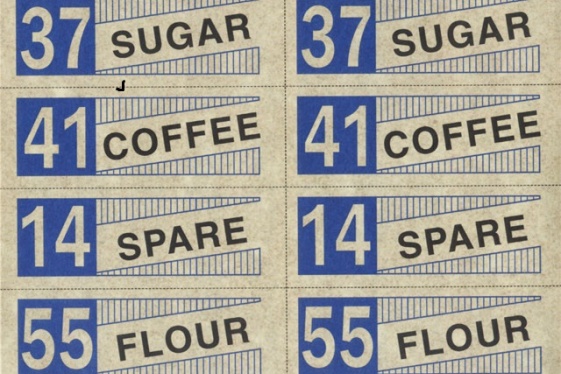 37 SUGAR 37 SUGAR
41 COFFEE 41 COFFEE
14 SPARE 14 SPARE
55 FLOUR 55 FLOUR